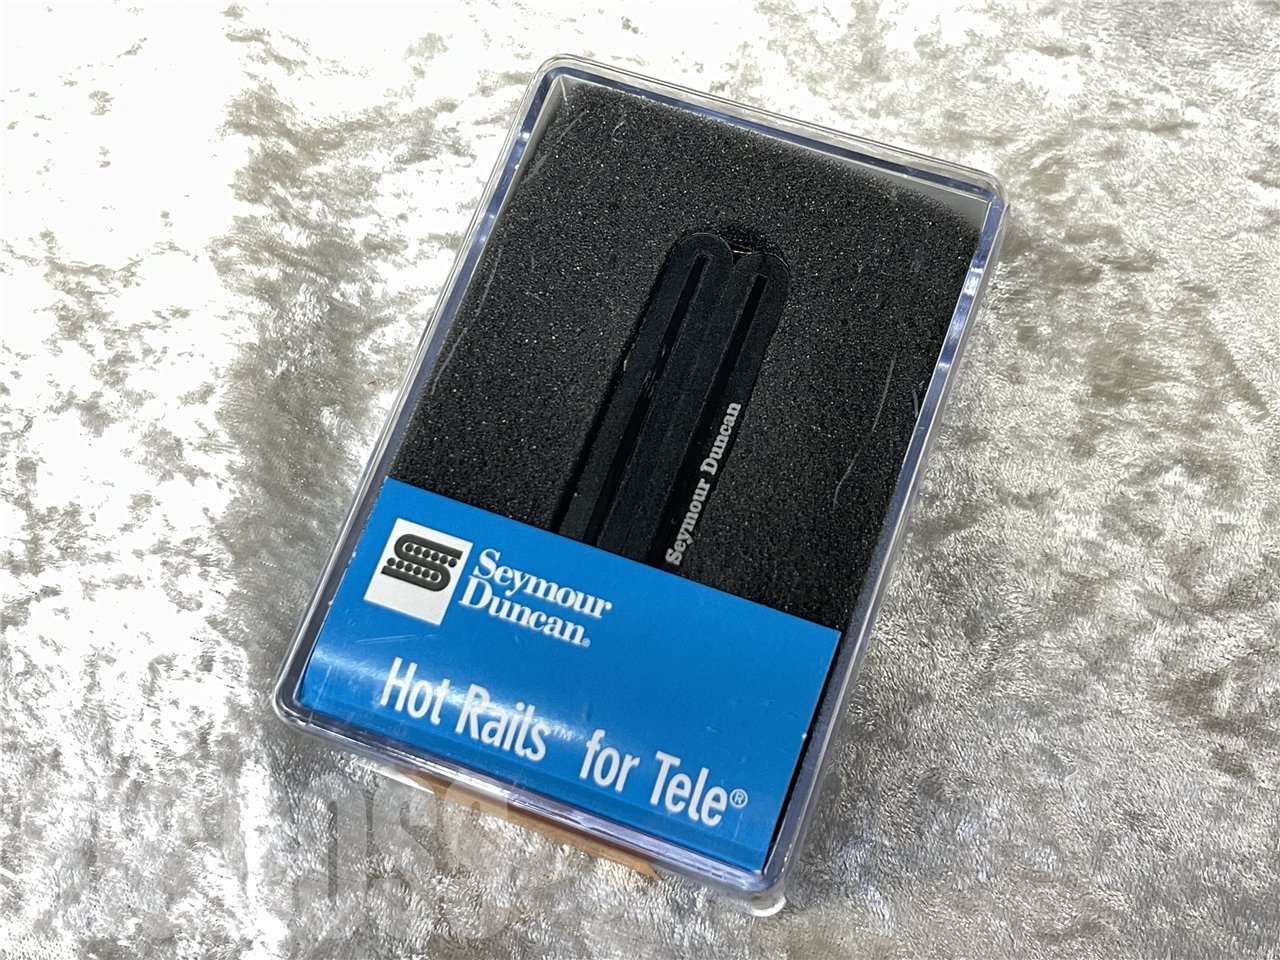 Seymour Duncan
Seymour
Duncan®
Hot Rails™ for Tele®